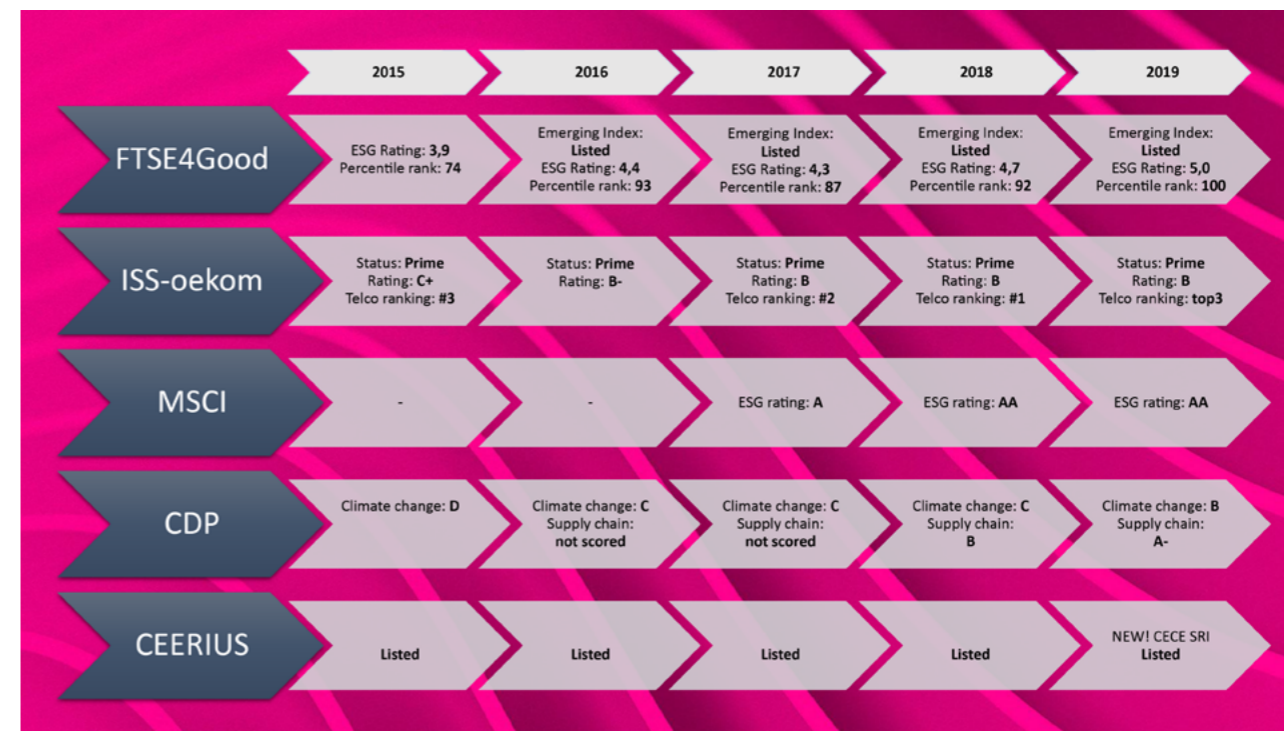 2015
2016
2017
2018
2019
FTSE4Good
ESG Rating: 3,9
Percentile rank: 74
Emerging Index:
Listed
ESG Rating: 4,4
Percentile rank: 93
Emerging Index:
Listed
ESG Rating: 4,3
Percentile rank: 87
Emerging Index:
Listed
ESG Rating: 4,7
Percentile rank: 92
Emerging Index:
Listed
ESG Rating: 5,0
Percentile rank: 100
ISS-oekom
Status: Prime
Rating: C+
Telco ranking: #3
Status: Prime
Rating: B-
Status: Prime
Rating: B
Telco ranking: #2
Status: Prime
Rating: B
Telco ranking: #1
Status: Prime
Rating: B
Telco ranking: top3
MSCI
-
-
ESG rating: A
ESG rating: AA
ESG rating: AA
CDP
Climate change: D
Climate change: C
Supply chain:
not scored
Climate change: C
Supply chain:
not scored
Climate change: C
Supply chain:
B
Climate change: B
Supply chain:
A-
CEERIUS
Listed
Listed
Listed
Listed
NEW! CECE SRI
Listed